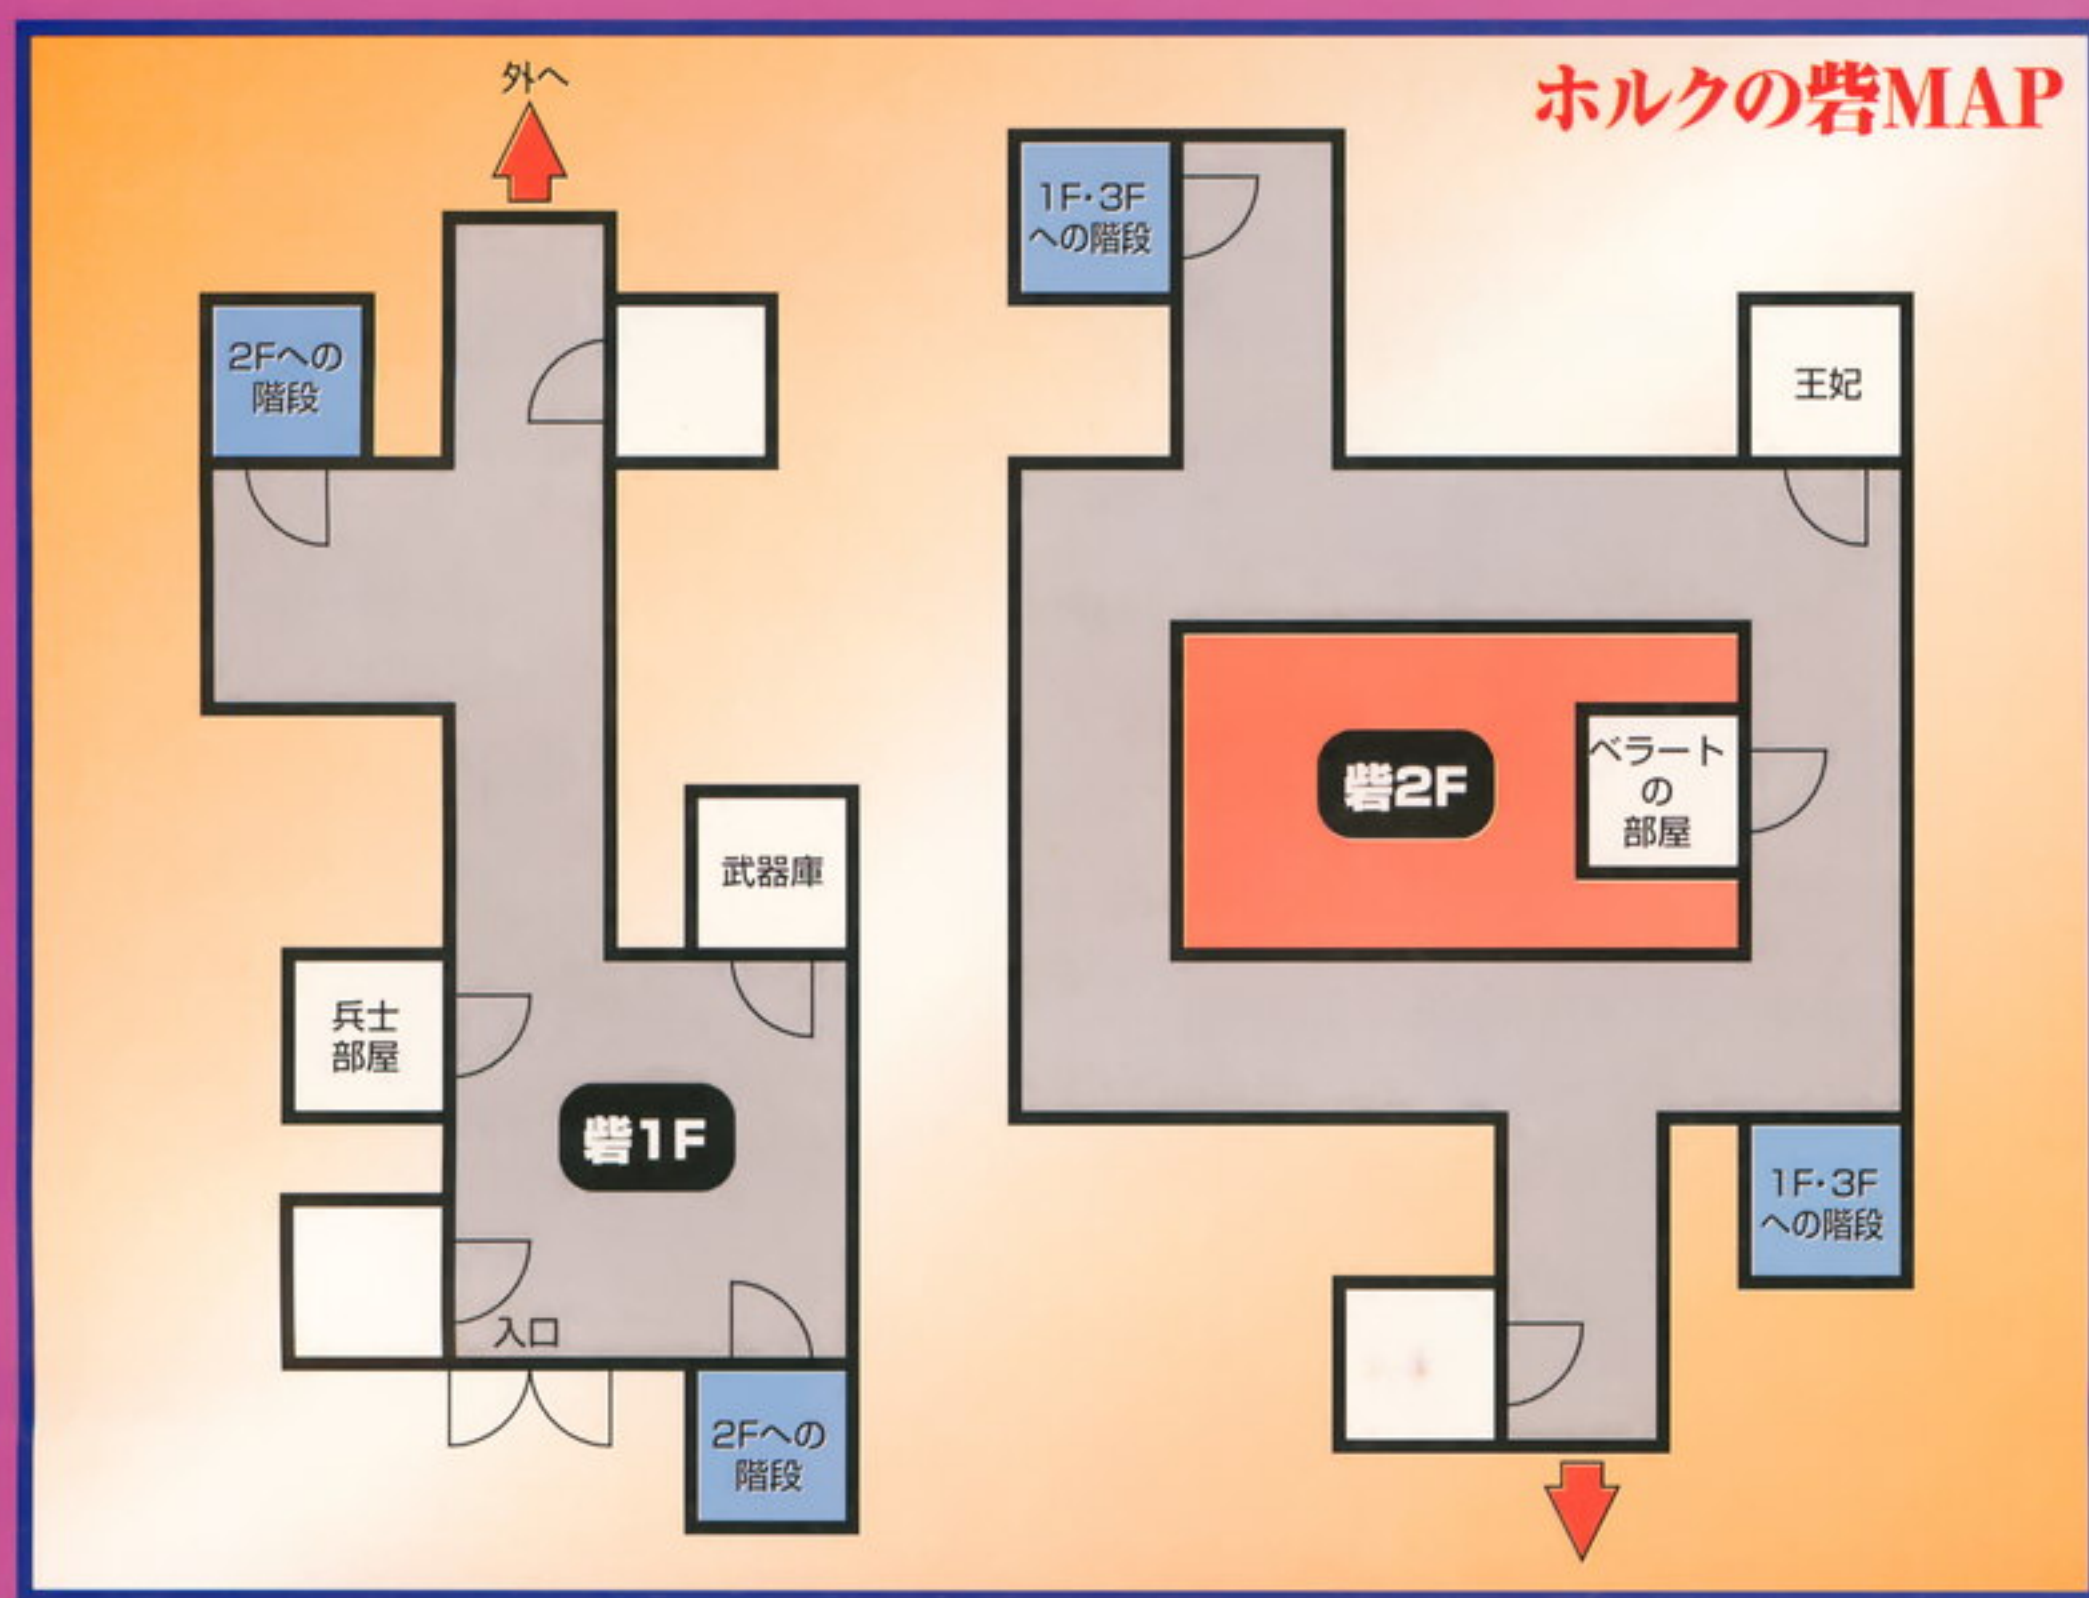 ホルクの砦MAP
外へ
2Fへの
階段
武器庫
兵士
部屋
砦1F
入口
2Fへの
階段
1F・3F
への階段
王妃
砦2F
ベラート
の
部屋
1F・3F
への階段